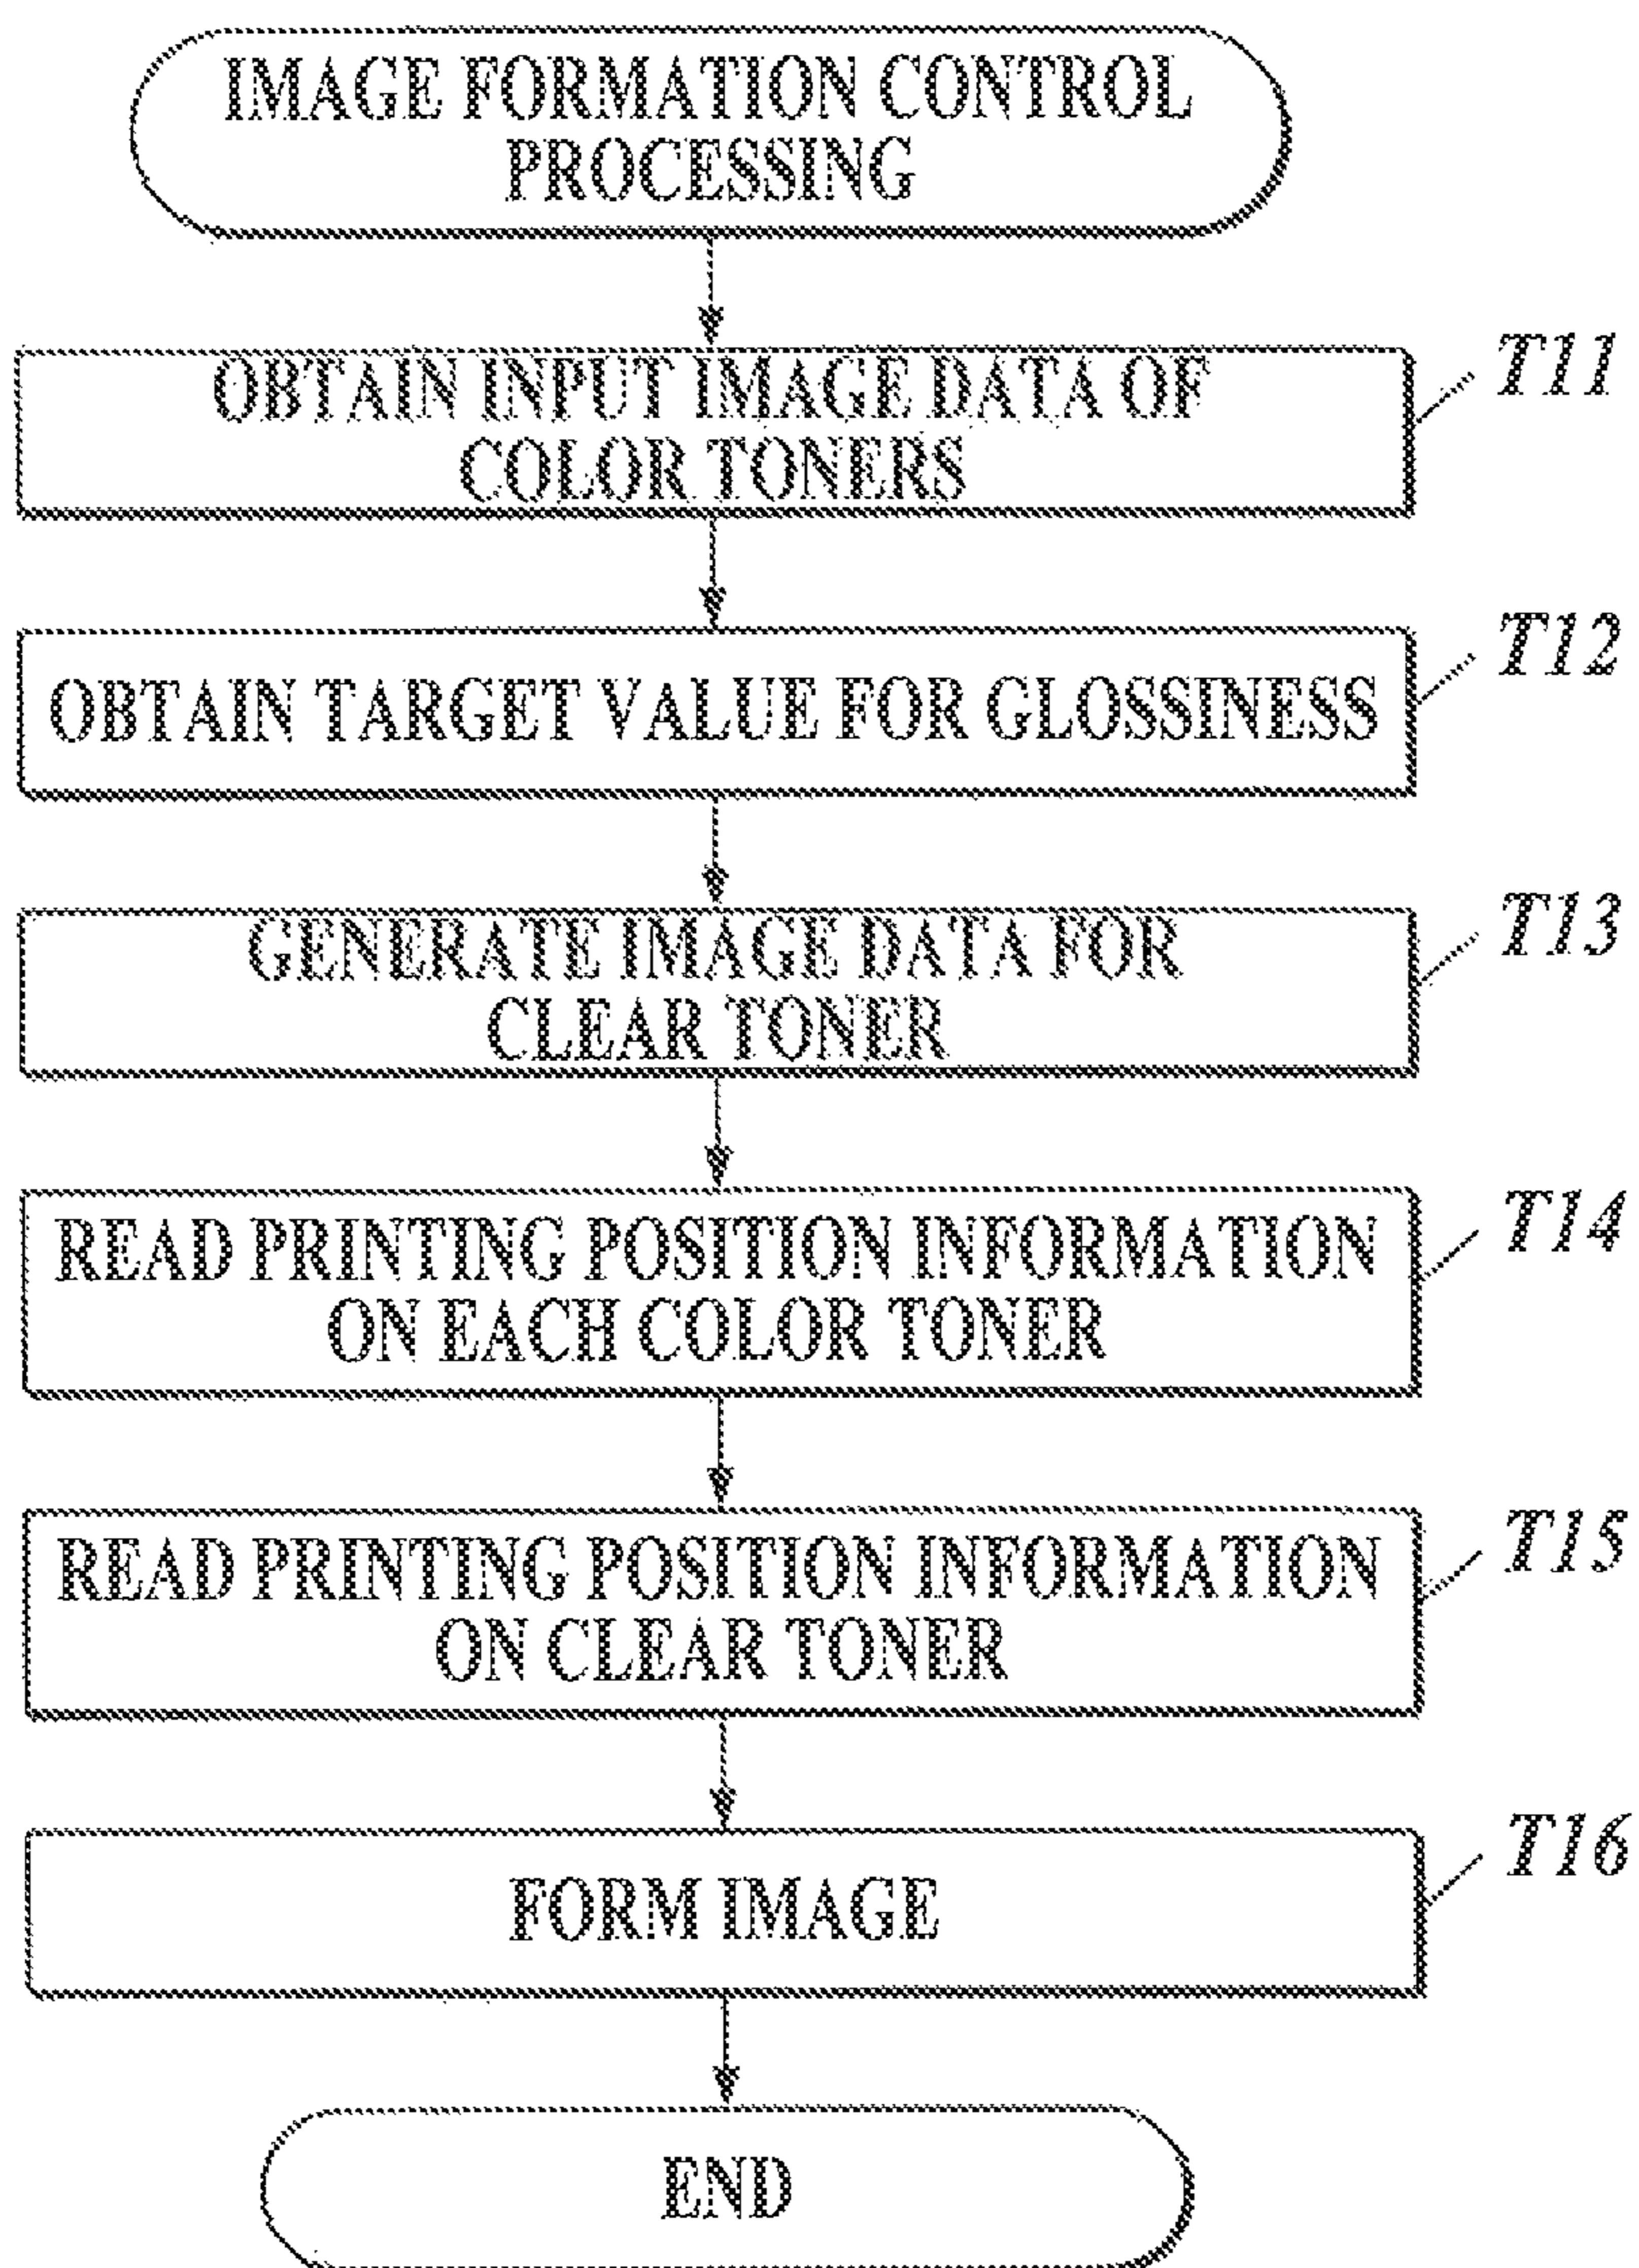 IMAGE FORMATION CONTROL
PROCESSING
OBTAIN INPUT IMAGE DATA OF
COLOR TONERS
T11
OBTAIN TARGET VALUE FOR GLOSSINESS
T12
GENERATE IMAGE DATA FOR
CLEAR TONER
T13
READ PRINTING POSITION INFORMATION
ON EACH COLOR TONER
T14
READ PRINTING POSITION INFORMATION
ON CLEAR TONER
T15
FORM IMAGE
T16
END